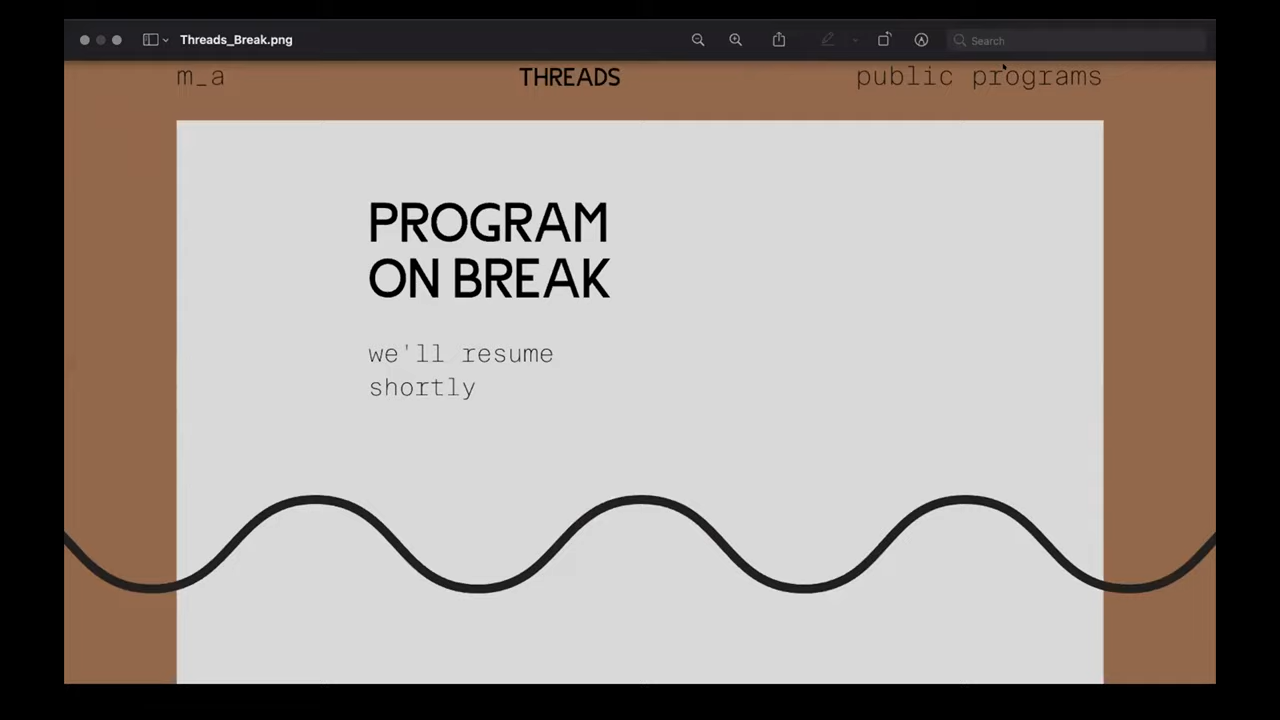 Threads_Break.png
Search
m_a
THREADS
public programs
PROGRAM
ON BREAK
we'll resume
shortly